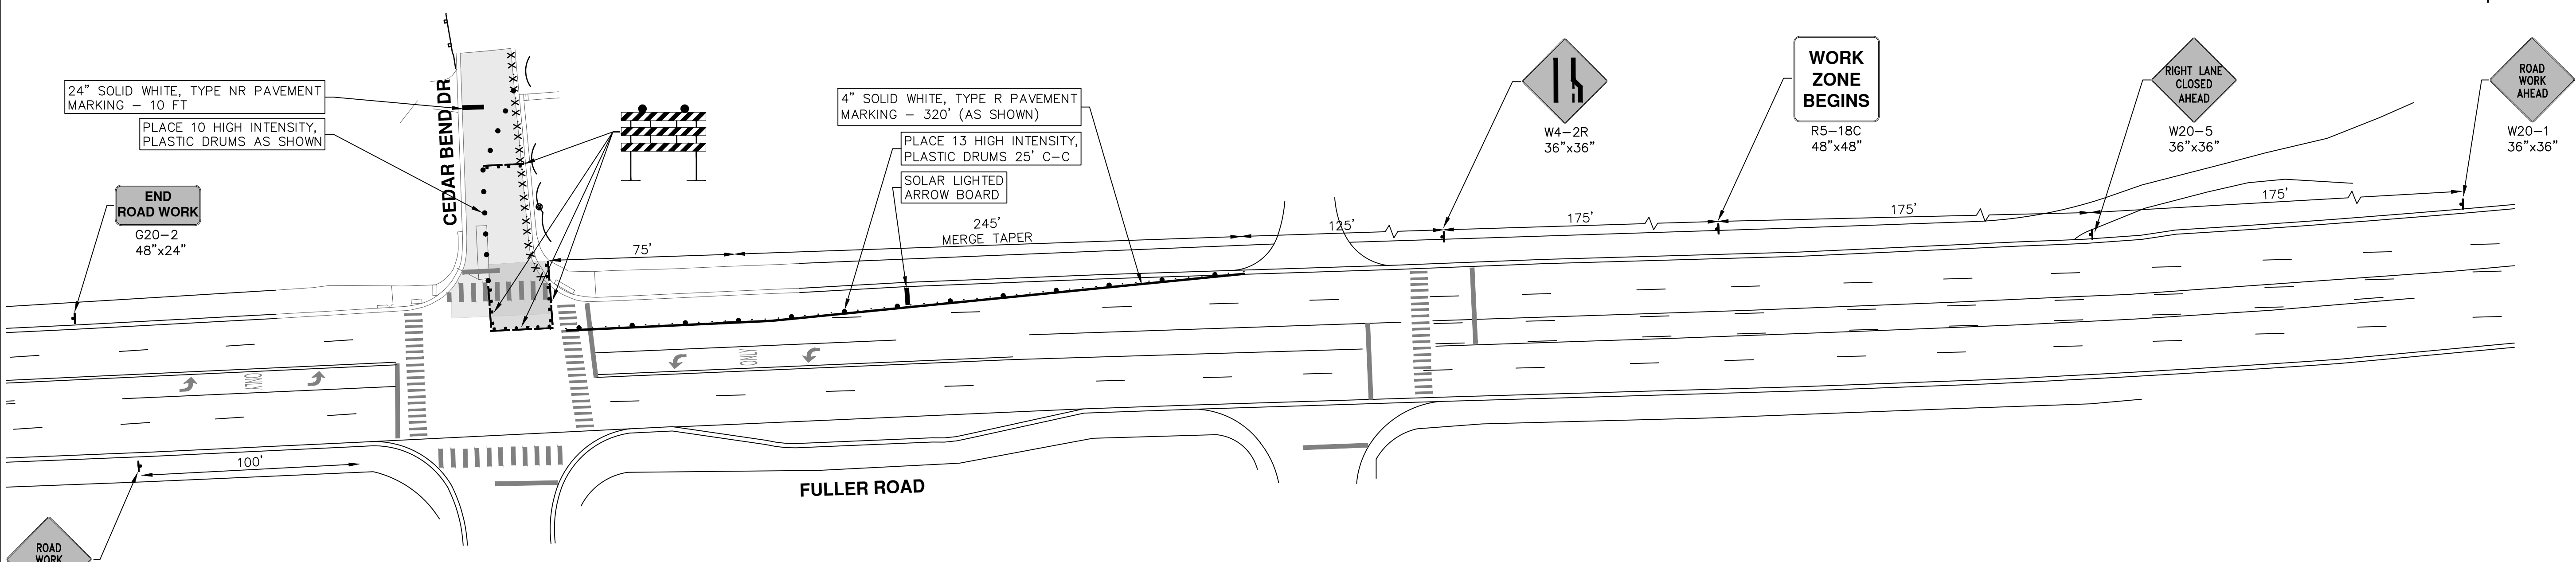 24" SOLID WHITE, TYPE NR PAVEMENT
MARKING – 10 FT
PLACE 10 HIGH INTENSITY,
PLASTIC DRUMS AS SHOWN
END
ROAD WORK
G20–2
48"x24"
CEDAR BEND DR
4" SOLID WHITE, TYPE R PAVEMENT
MARKING – 320' (AS SHOWN)
PLACE 13 HIGH INTENSITY,
PLASTIC DRUMS 25' C–C
SOLAR LIGHTED
ARROW BOARD
75'
245'
MERGE TAPER
125'
175'
175'
175'
W4–2R
36"x36"
WORK
ZONE
BEGINS
R5–18C
48"x48"
RIGHT LANE
CLOSED
AHEAD
W20–5
36"x36"
ROAD
WORK
AHEAD
W20–1
36"x36"
ONLY
ONLY
100'
FULLER ROAD
ROAD
WORK